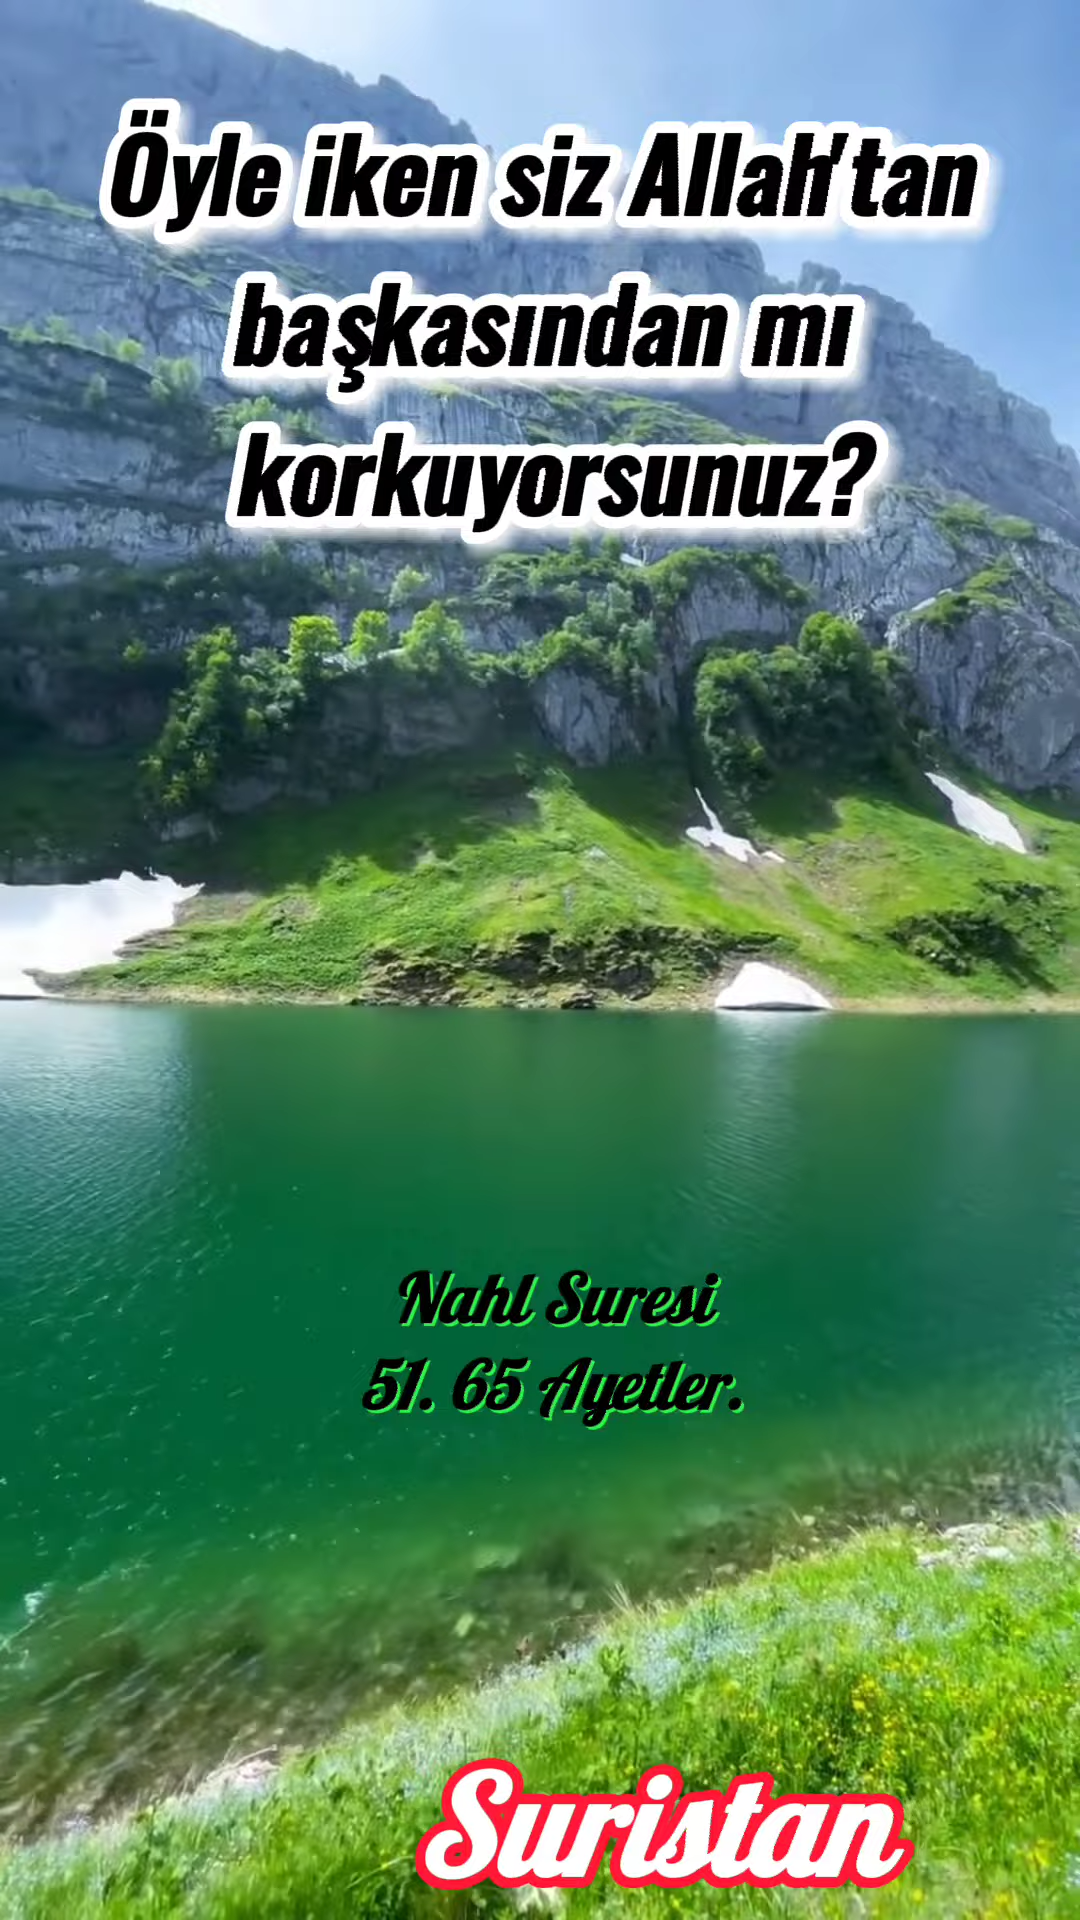 Öyle iken siz Allah'tan
başkasından mı
korkuyorsunuz?
Nahl Suresi
51. 65 Ayetler.
Suristan